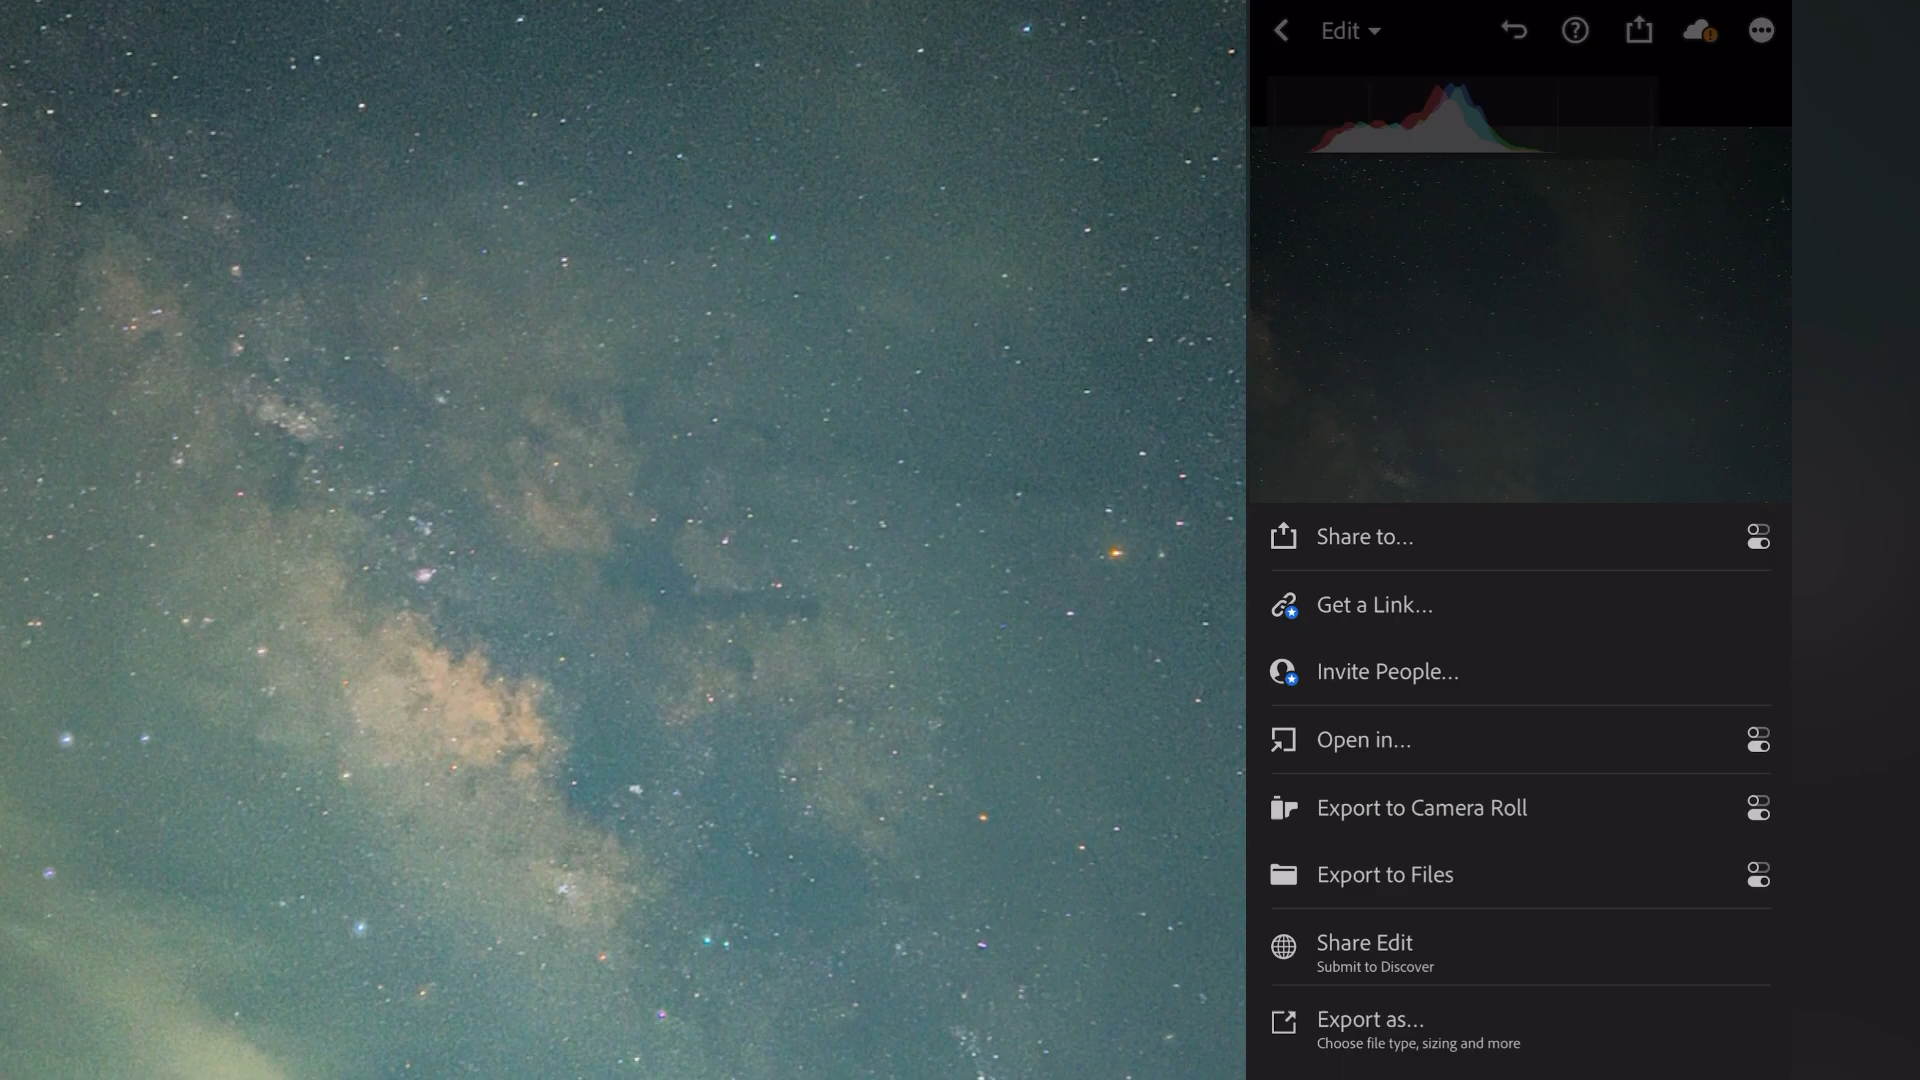 Edit
Share to...
Get a Link...
Invite People...
Open in...
Export to Camera Roll
Export to Files
Share Edit
Submit to Discover
Export as...
Choose file type, sizing and more